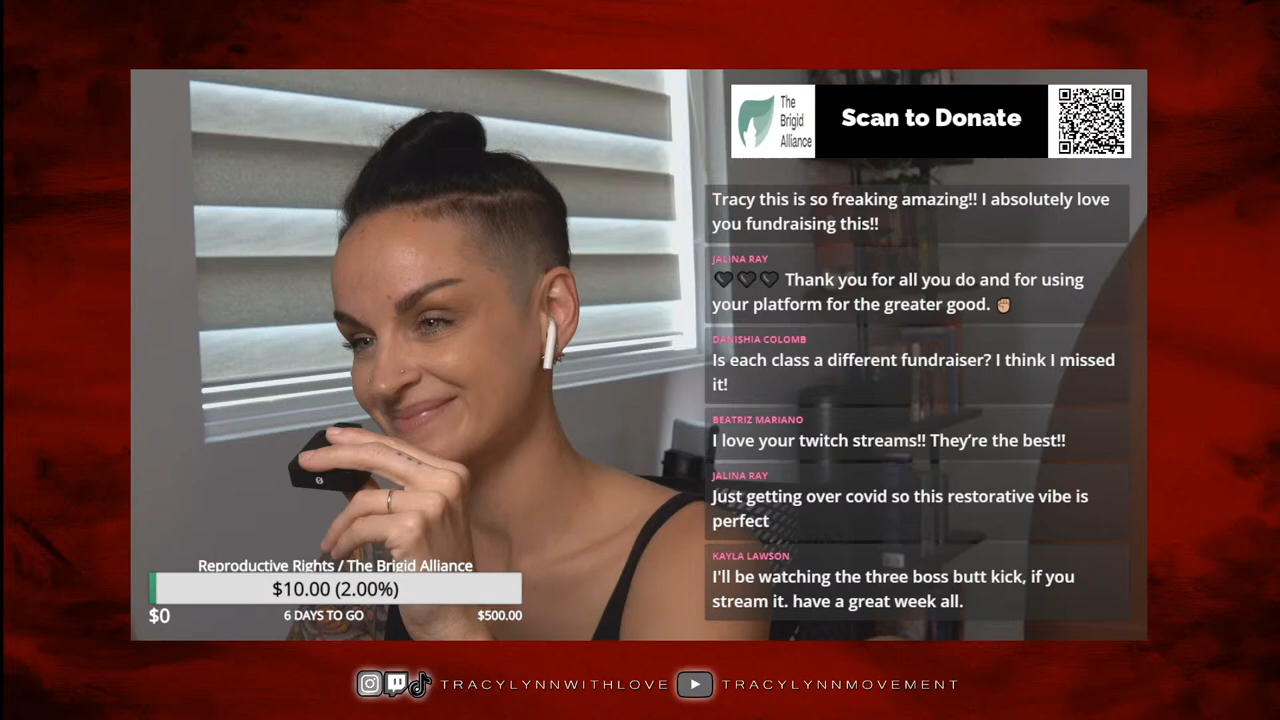 The
Brigid
Alliance
Scan to Donate
Tracy this is so freaking amazing!! I absolutely love
you fundraising this!!
JALINA RAY
🖤🖤🖤 Thank you for all you do and for using
your platform for the greater good. ✊🏼
DANISHIA COLOMB
Is each class a different fundraiser? I think I missed
it!
BEATRIZ MARIANO
I love your twitch streams!! They’re the best!!
JALINA RAY
Just getting over covid so this restorative vibe is
perfect
KAYLA LAWSON
I'll be watching the three boss butt kick, if you
stream it. have a great week all.
Reproductive Rights / The Brigid Alliance
$10.00 (2.00%)
$0 6 DAYS TO GO $500.00
TRACYLYNNWITHLOVE TRACYLYNNMOVEMENT